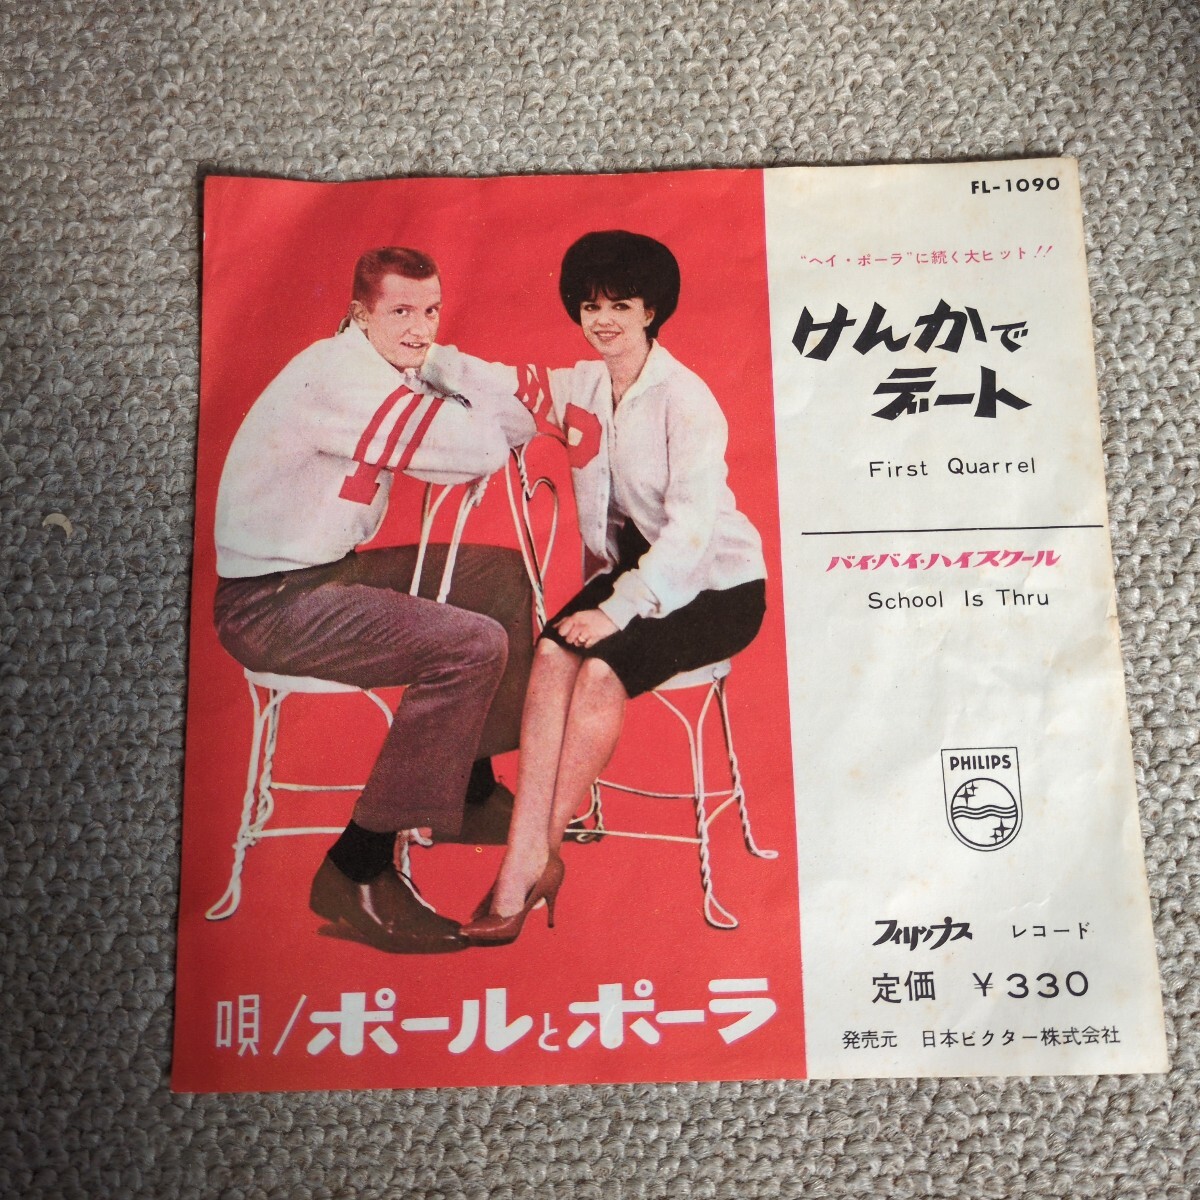 FL-1090
"ヘイ・ポーラ"に続く大ヒット!!
けんかで
デート
First Quarrel
バイ・バイ・ハイスクール
School Is Thru
PHILIPS
フィリップス レコード
定価 ¥330
発売元 日本ビクター株式会社
唄/ポールとポーラ